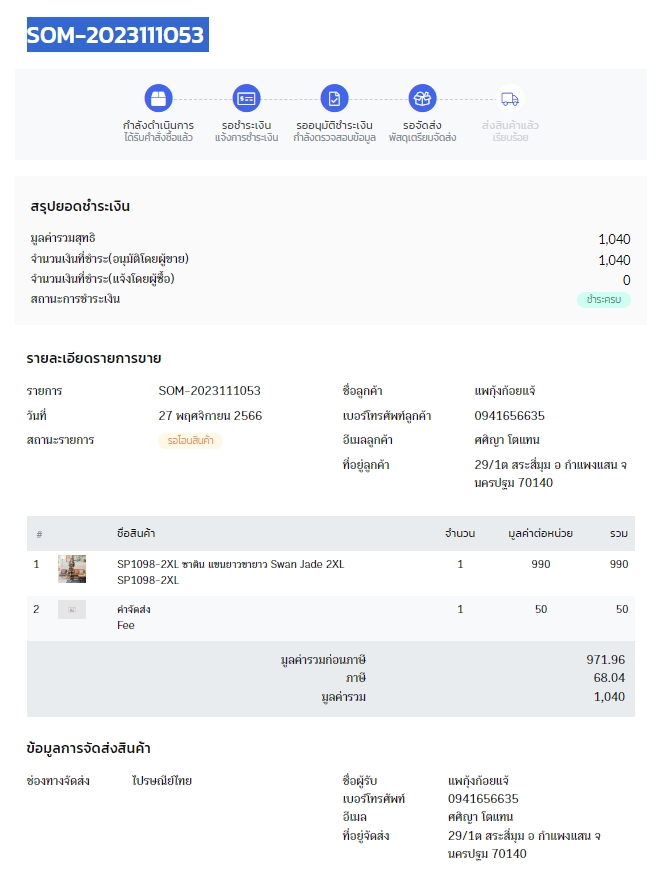 SOM-2023111053
กำลังดำเนินการ
ได้รับคำสั่งซื้อแล้ว
รอชำระเงิน
แจ้งการชำระเงิน
รออนุมัติชำระเงิน
กำลังตรวจสอบข้อมูล
รอจัดส่ง
พัสดุเตรียมจัดส่ง
ส่งสินค้าแล้ว
เรียบร้อย
สรุปยอดชำระเงิน
มูลค่ารวมสุทธิ 1,040
จำนวนเงินที่ชำระ(อนุมัติโดยผู้ขาย) 1,040
จำนวนเงินที่ชำระ(แจ้งโดยผู้ซื้อ) 0
สถานะการชำระเงิน ชำระครบ
รายละเอียดรายการขาย
รายการ SOM-2023111053 ชื่อลูกค้า แพกุ้งก้อยแจ้
วันที่ 27 พฤศจิกายน 2566 เบอร์โทรศัพท์ลูกค้า 0941656635
สถานะรายการ รอโอนสินค้า อีเมลลูกค้า ศศิญา โตแทน
ที่อยู่ลูกค้า 29/1ต สระสี่มุม อ กำแพงแสน จ
นครปฐม 70140
# ชื่อสินค้า จำนวน มูลค่าต่อหน่วย รวม
1 SP1098-2XL ซาติน แขนยาวขายาว Swan Jade 2XL 1 990 990
SP1098-2XL
2 ค่าจัดส่ง 1 50 50
Fee
มูลค่ารวมก่อนภาษี 971.96
ภาษี 68.04
มูลค่ารวม 1,040
ข้อมูลการจัดส่งสินค้า
ช่องทางจัดส่ง ไปรษณีย์ไทย ชื่อผู้รับ แพกุ้งก้อยแจ้
เบอร์โทรศัพท์ 0941656635
อีเมล ศศิญา โตแทน
ที่อยู่จัดส่ง 29/1ต สระสี่มุม อ กำแพงแสน จ
นครปฐม 70140